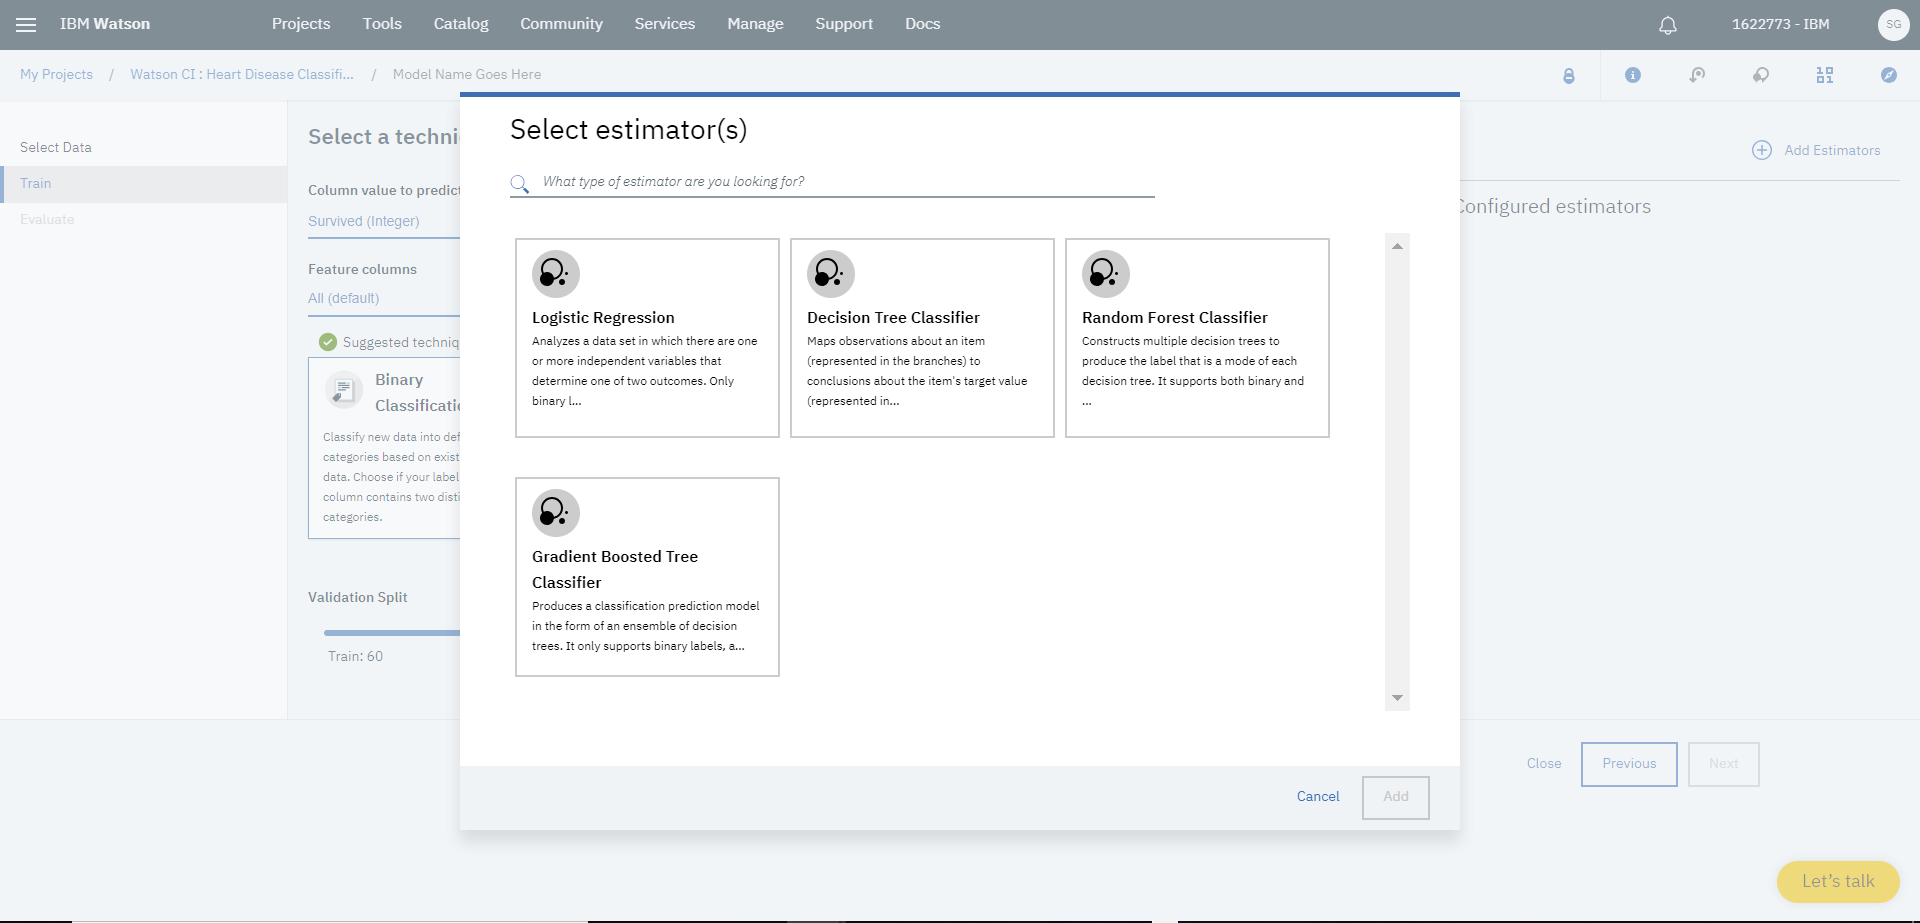 IBM Watson
Projects
Tools
Catalog
Community
Services
Manage
Support
Docs
1622773 - IBM
SG
My Projects / Watson CI : Heart Disease Classifi... / Model Name Goes Here
Select Data
Train
Evaluate
Select a techni
Column value to predict
Survived (Integer)
Feature columns
All (default)
Suggested techniq
Binary
Classificatio
Classify new data into def
categories based on exist
data. Choose if your label
column contains two disti
categories.
Validation Split
Train: 60
Select estimator(s)
What type of estimator are you looking for?
Logistic Regression
Analyzes a data set in which there are one
or more independent variables that
determine one of two outcomes. Only
binary l...
Decision Tree Classifier
Maps observations about an item
(represented in the branches) to
conclusions about the item's target value
(represented in...
Random Forest Classifier
Constructs multiple decision trees to
produce the label that is a mode of each
decision tree. It supports both binary and
...
Gradient Boosted Tree
Classifier
Produces a classification prediction model
in the form of an ensemble of decision
trees. It only supports binary labels, a...
Cancel
Add
Add Estimators
Configured estimators
Close
Previous
Next
Let's talk